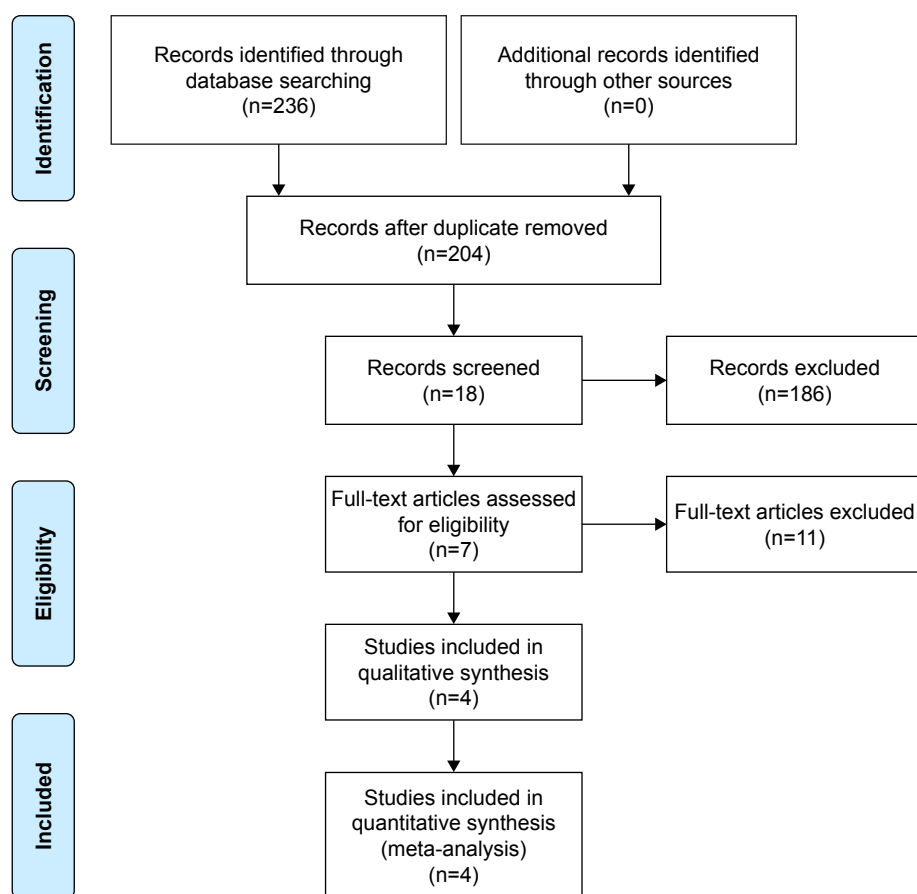 Identification
Records identified through
database searching
(n=236)
Additional records identified
through other sources
(n=0)
Records after duplicate removed
(n=204)
Screening
Records screened
(n=18)
Records excluded
(n=186)
Eligibility
Full-text articles assessed
for eligibility
(n=7)
Full-text articles excluded
(n=11)
Studies included in
qualitative synthesis
(n=4)
Included
Studies included in
quantitative synthesis
(meta-analysis)
(n=4)